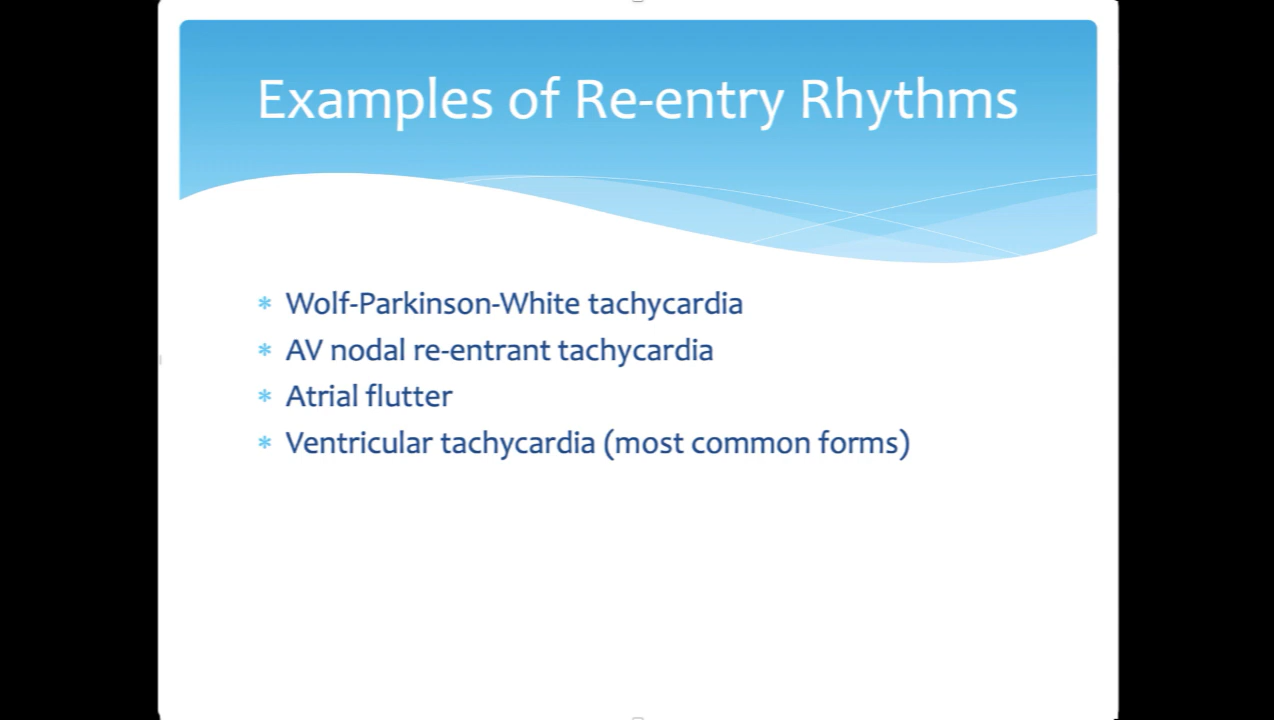 Examples of Re-entry Rhythms
* Wolf-Parkinson-White tachycardia
* AV nodal re-entrant tachycardia
* Atrial flutter
* Ventricular tachycardia (most common forms)